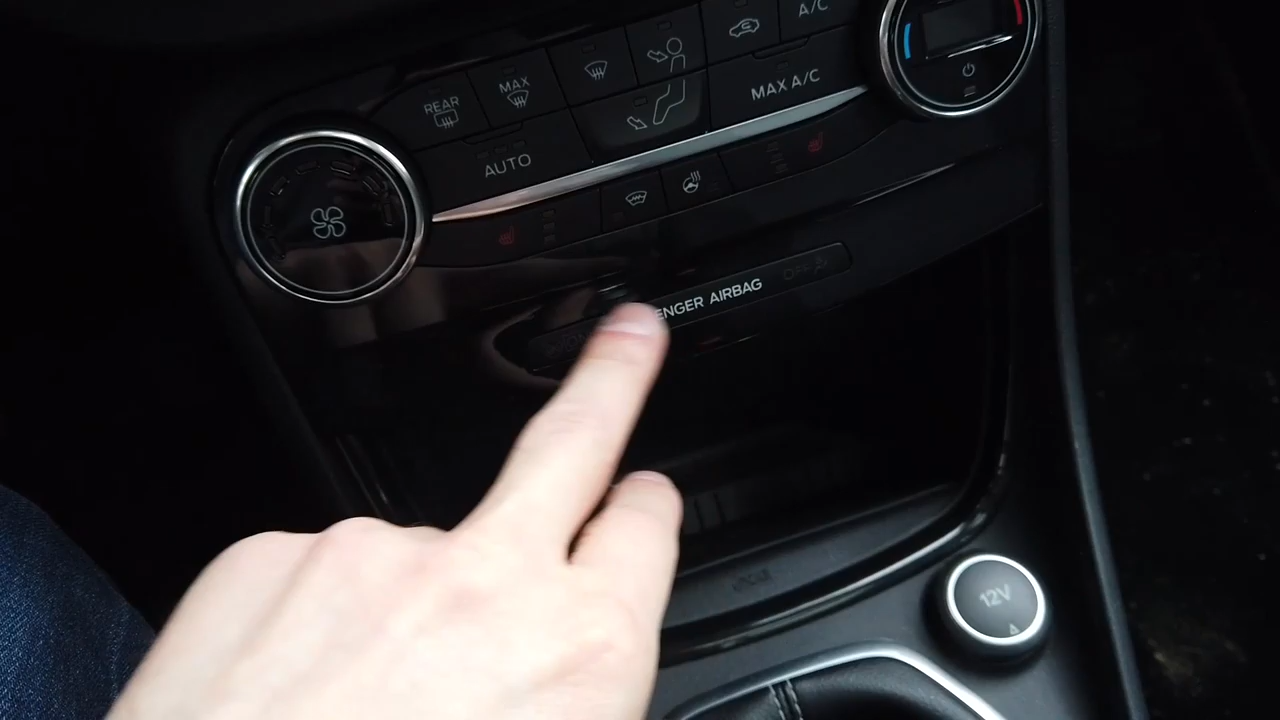 A/C
MAX
REAR
MAX A/C
AUTO
ENGER AIRBAG
OFF
12V